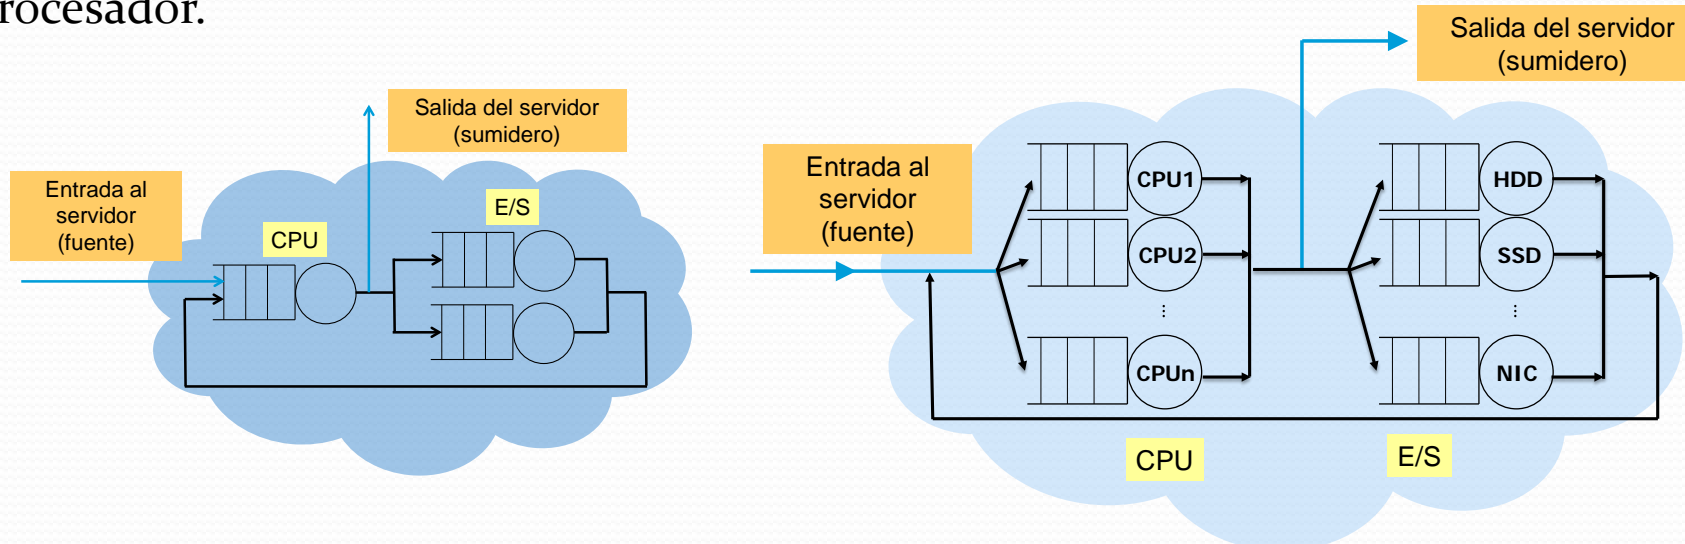 rocesador.
Salida del servidor
(sumidero)
Entrada al
servidor
(fuente)
CPU
E/S
Salida del servidor
(sumidero)
Entrada al
servidor
(fuente)
CPU1
HDD
CPU2
SSD
...
...
CPUn
NIC
CPU
E/S